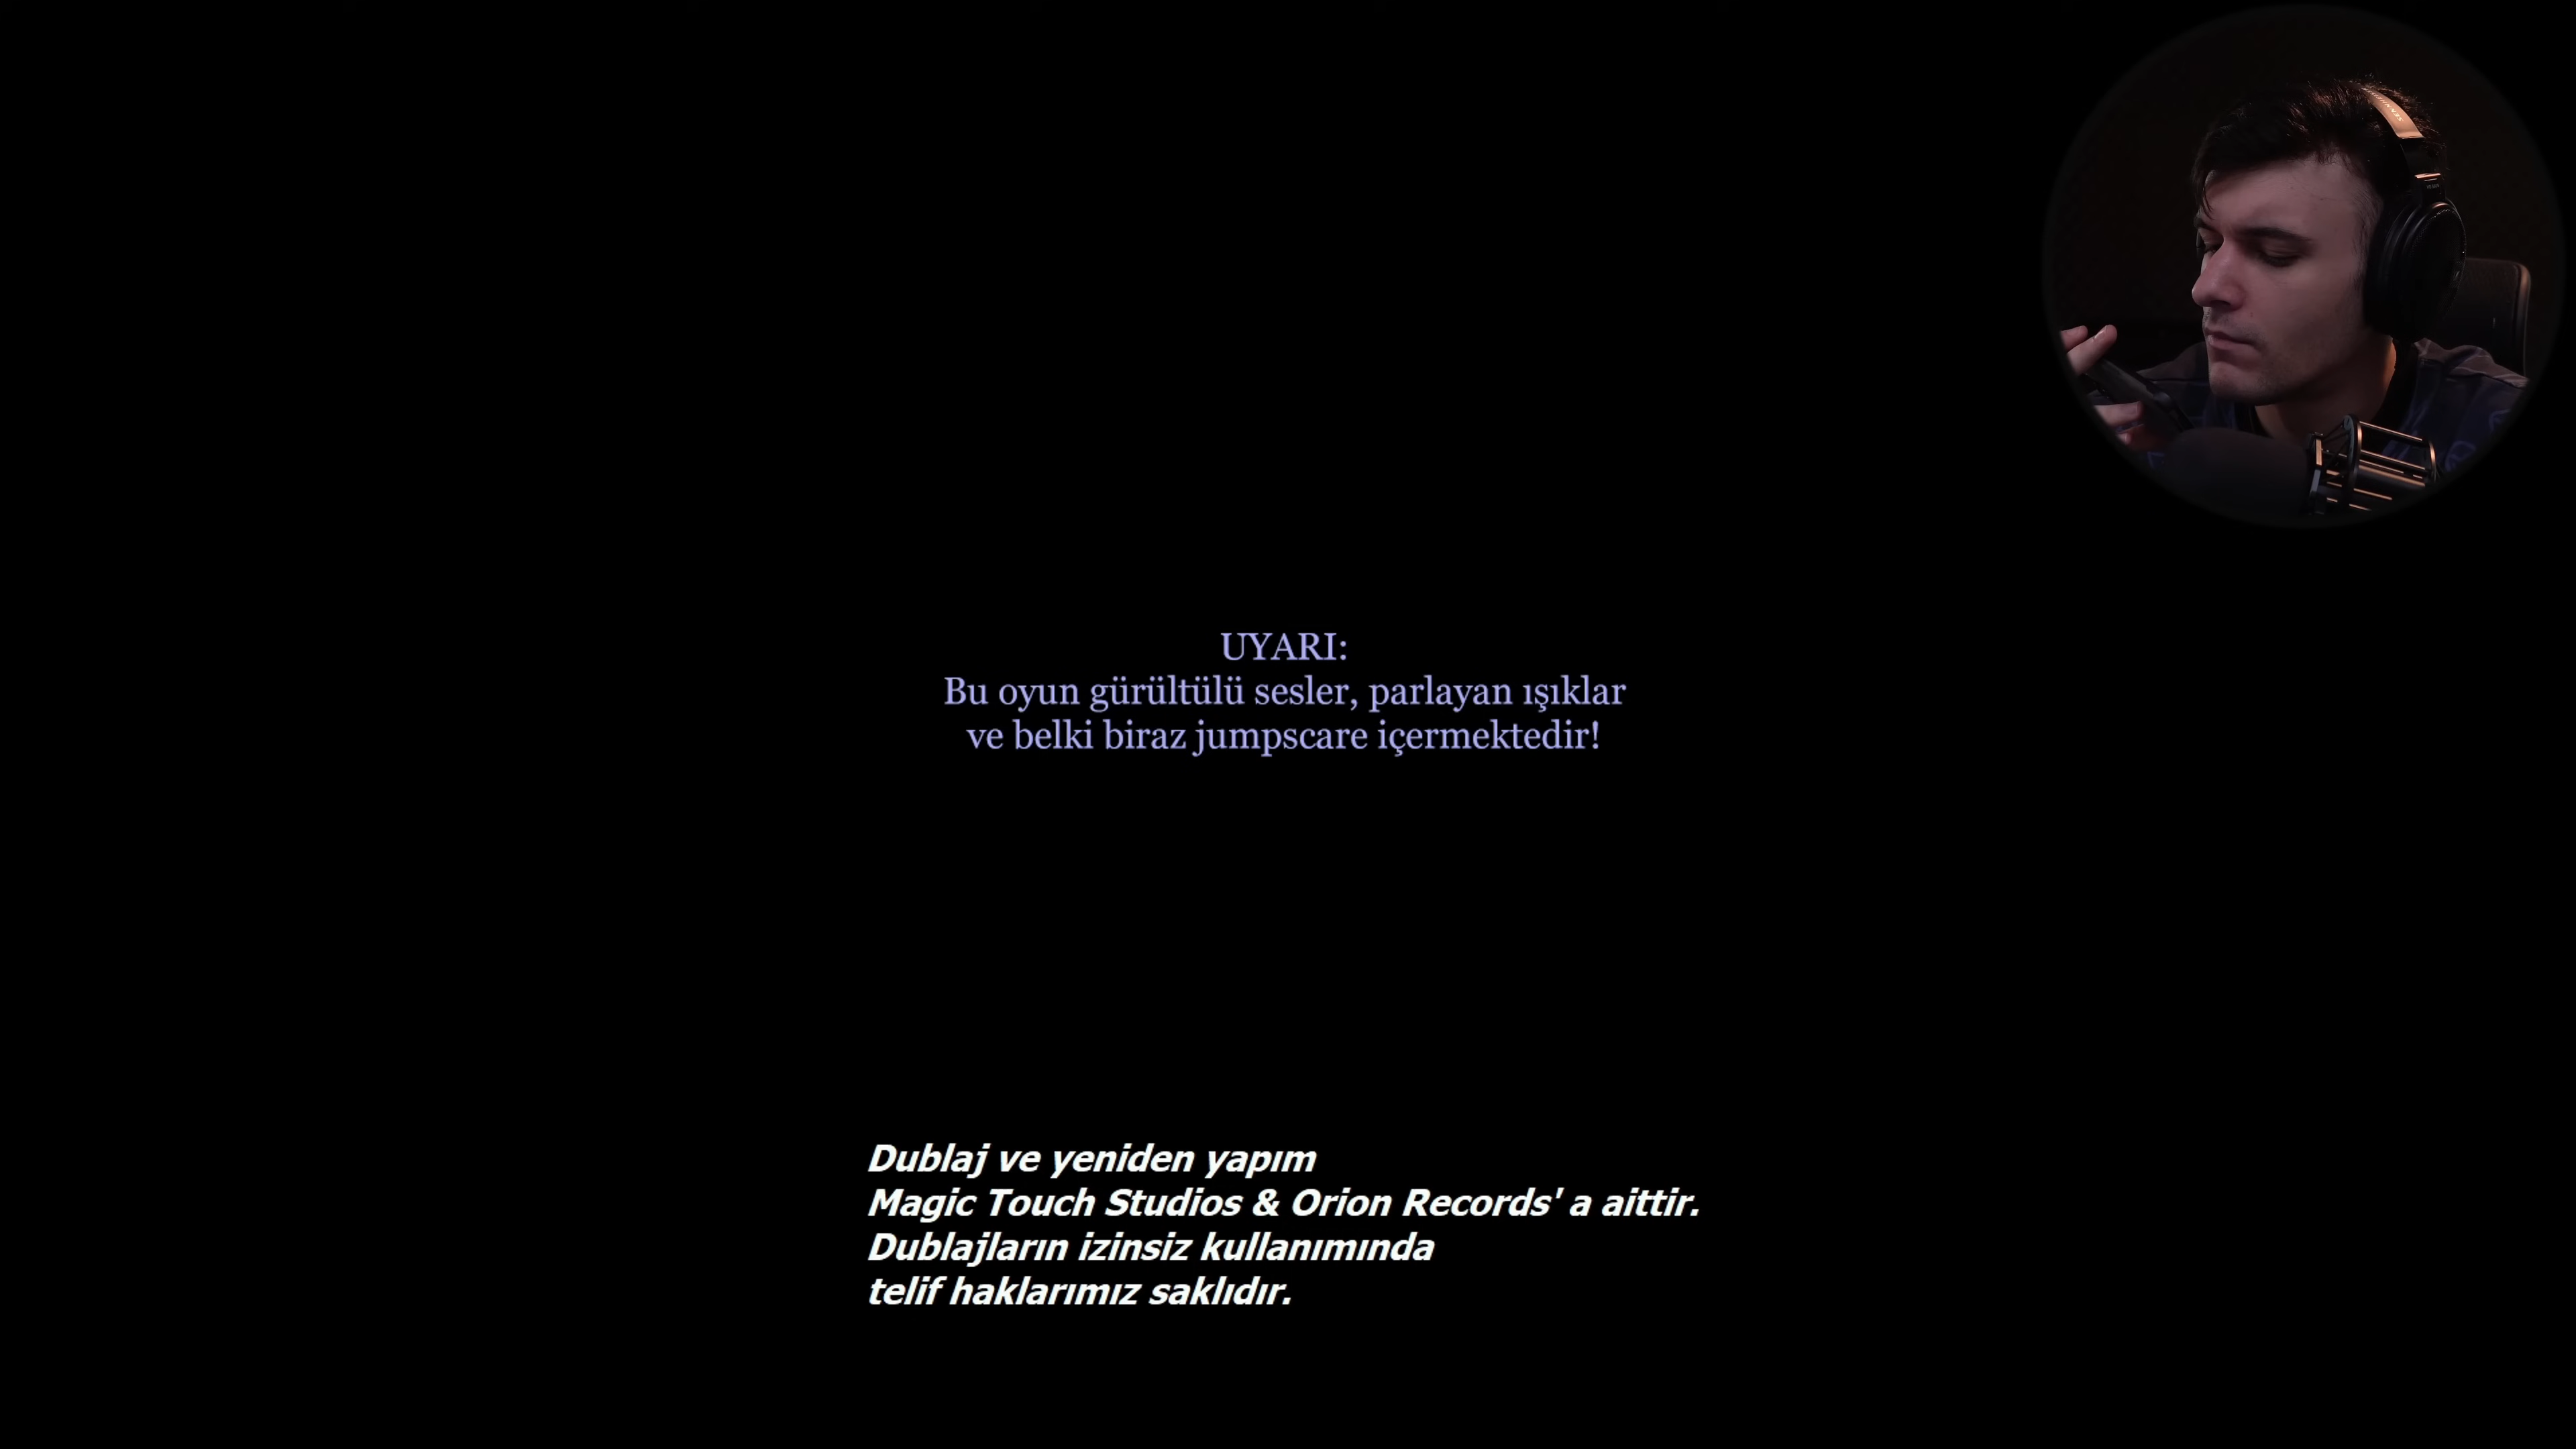 UYARI:
Bu oyun gürültülü sesler, parlayan ışıklar
ve belki biraz jumpscare içermektedir!
Dublaj ve yeniden yapım
Magic Touch Studios & Orion Records' a aittir.
Dublajların izinsiz kullanımında
telif haklarımız saklıdır.